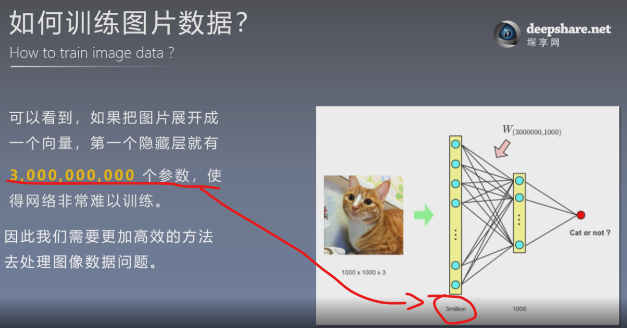 如何训练图片数据?
How to train image data ?
deepshare.net
琛享网
可以看到，如果把图片展开成
一个向量，第一个隐藏层就有
3,000,000,000 个参数，使
得网络非常难以训练。
因此我们需要更加高效的方法
去处理图像数据问题。
W(3000000,1000)
Cat or not ?
1000 x 1000 x 3
3million
1000